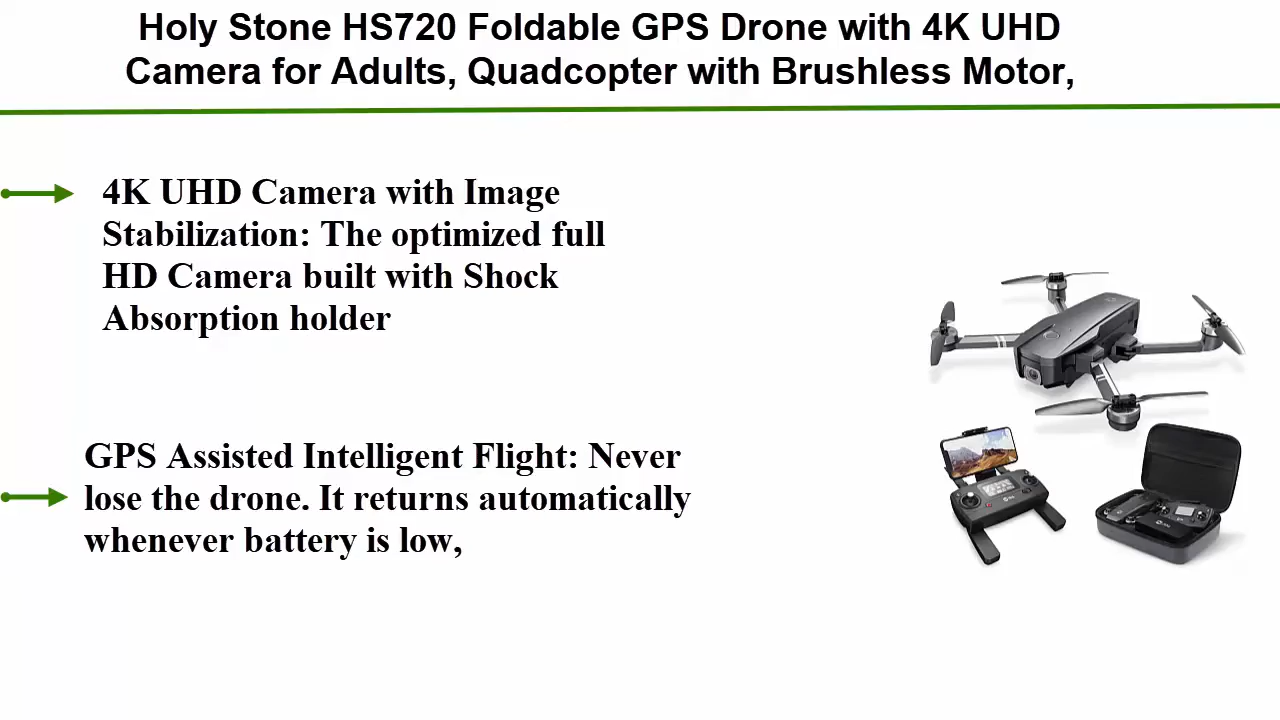 Holy Stone HS720 Foldable GPS Drone with 4K UHD
Camera for Adults, Quadcopter with Brushless Motor,
4K UHD Camera with Image
Stabilization: The optimized full
HD Camera built with Shock
Absorption holder
GPS Assisted Intelligent Flight: Never
lose the drone. It returns automatically
whenever battery is low,